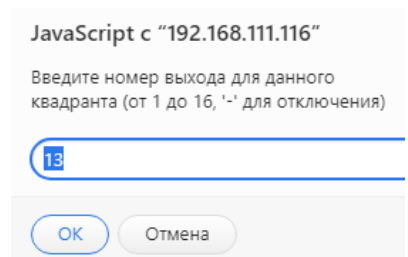 JavaScript с “192.168.111.116”
Введите номер выхода для данного
квадранта (от 1 до 16, '-' для отключения)
13
ОК
Отмена